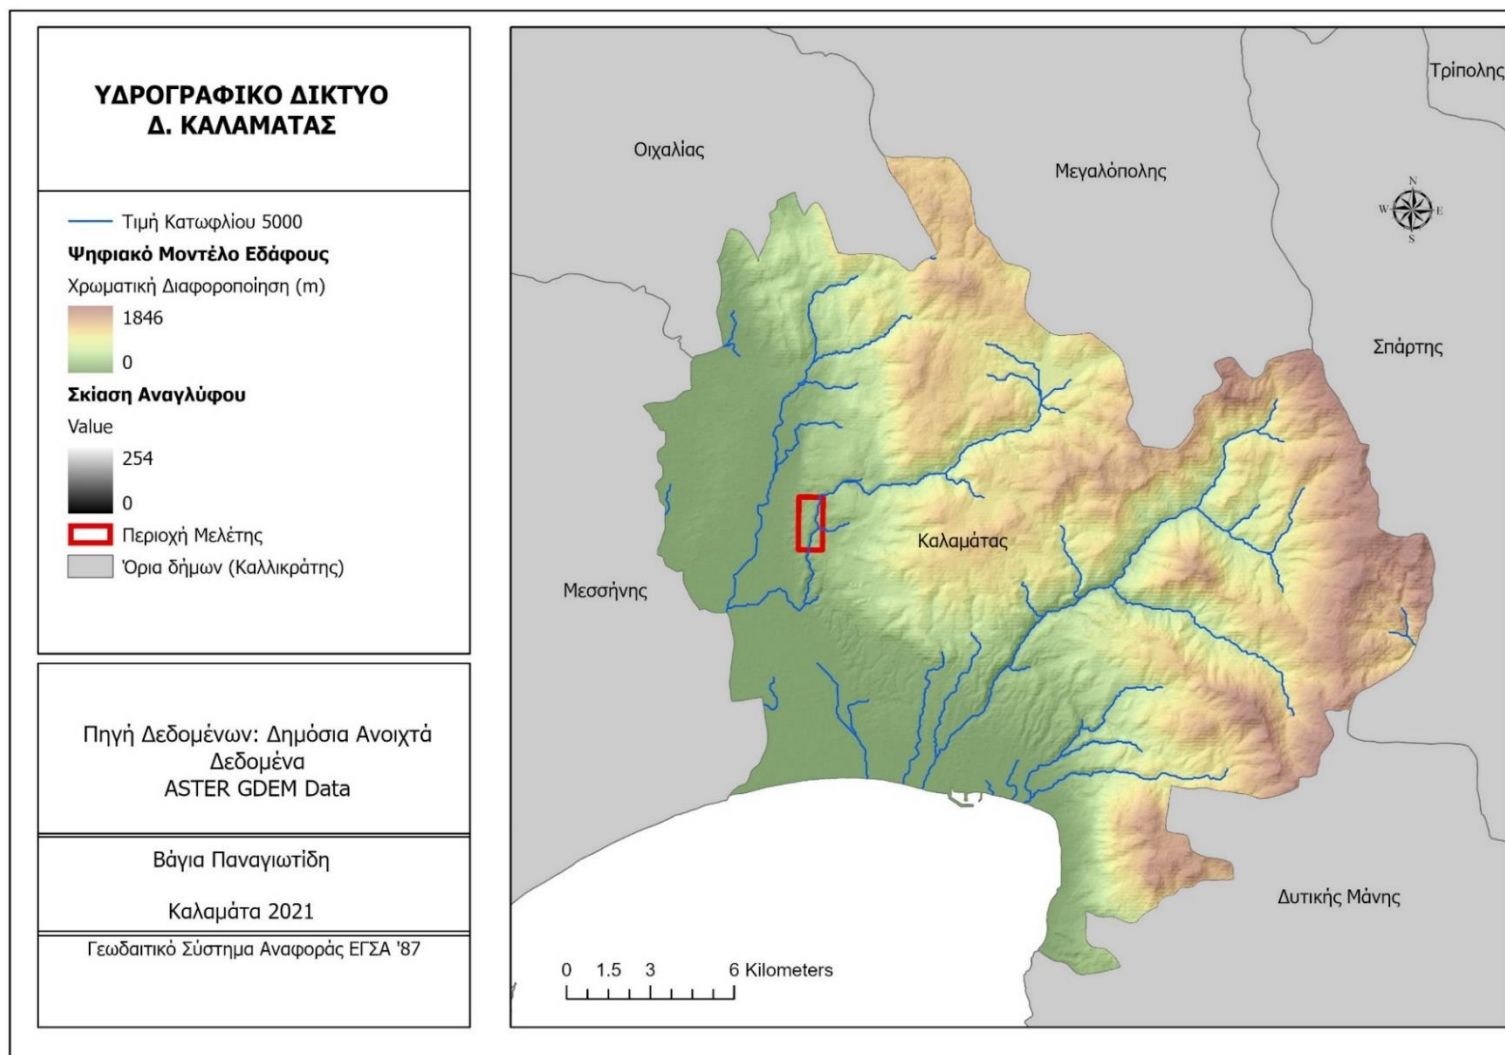 ΥΔΡΟΓΡΑΦΙΚΟ ΔΙΚΤΥΟ
Δ. ΚΑΛΑΜΑΤΑΣ
Τιμή Κατωφλίου 5000
Ψηφιακό Μοντέλο Εδάφους
Χρωματική Διαφοροποίηση (m)
1846
0
Σκίαση Αναγλύφου
Value
254
0
Περιοχή Μελέτης
Όρια δήμων (Καλλικράτης)
Πηγή Δεδομένων: Δημόσια Ανοιχτά
Δεδομένα
ASTER GDEM Data
Βάγια Παναγιωτίδη
Καλαμάτα 2021
Γεωδαιτικό Σύστημα Αναφοράς ΕΓΣΑ '87
Τρίπολης
Οιχαλίας
Μεγαλόπολης
N
W E
S
Σπάρτης
Καλαμάτας
Μεσσήνης
Δυτικής Μάνης
0 1.5 3 6 Kilometers